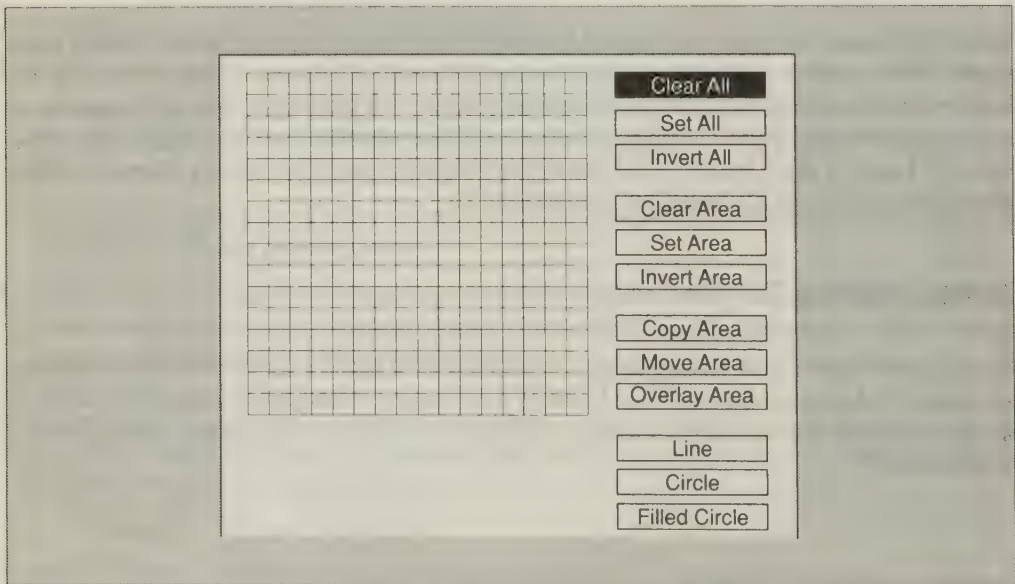 Clear All
Set All
Invert All
Clear Area
Set Area
Invert Area
Copy Area
Move Area
Overlay Area
Line
Circle
Filled Circle